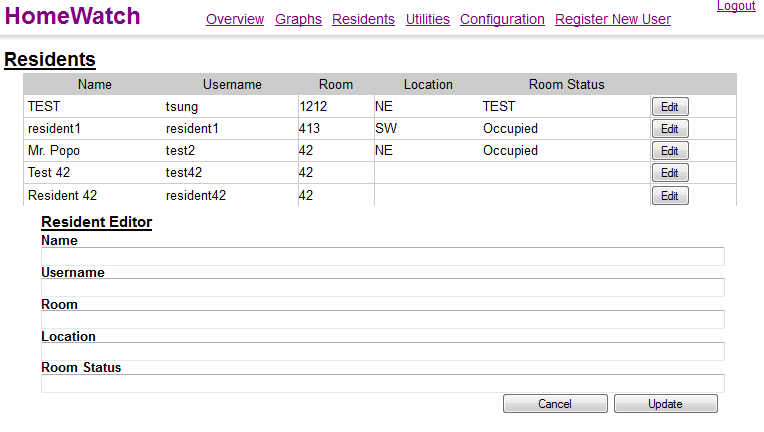 HomeWatch Overview Graphs Residents Utilities Configuration Register New User Logout
Residents
Name Username Room Location Room Status
TEST tsung 1212 NE TEST Edit
resident1 resident1 413 SW Occupied Edit
Mr. Popo test2 42 NE Occupied Edit
Test 42 test42 42 Edit
Resident 42 resident42 42 Edit
Resident Editor
Name
Username
Room
Location
Room Status
Cancel Update